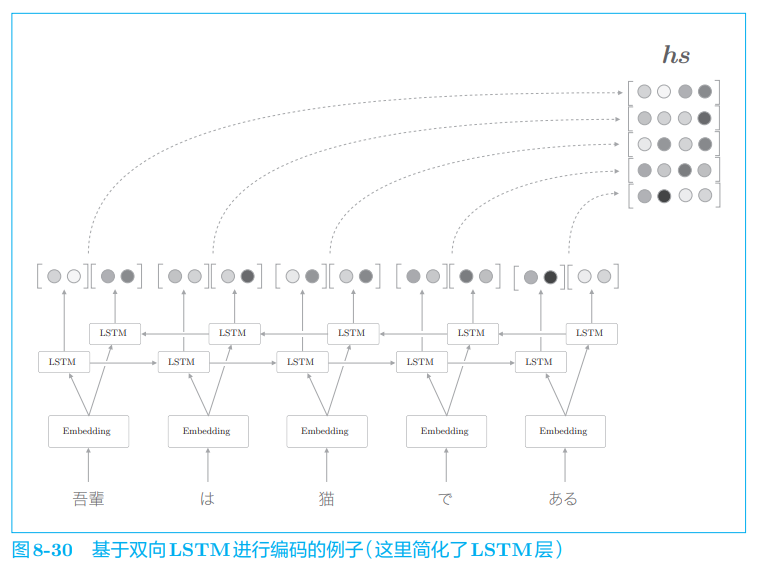 hs
LSTM LSTM LSTM LSTM LSTM
LSTM LSTM LSTM LSTM LSTM
Embedding Embedding Embedding Embedding Embedding
吾輩 は 猫 で ある
图8-30 基于双向LSTM进行编码的例子(这里简化了LSTM层)